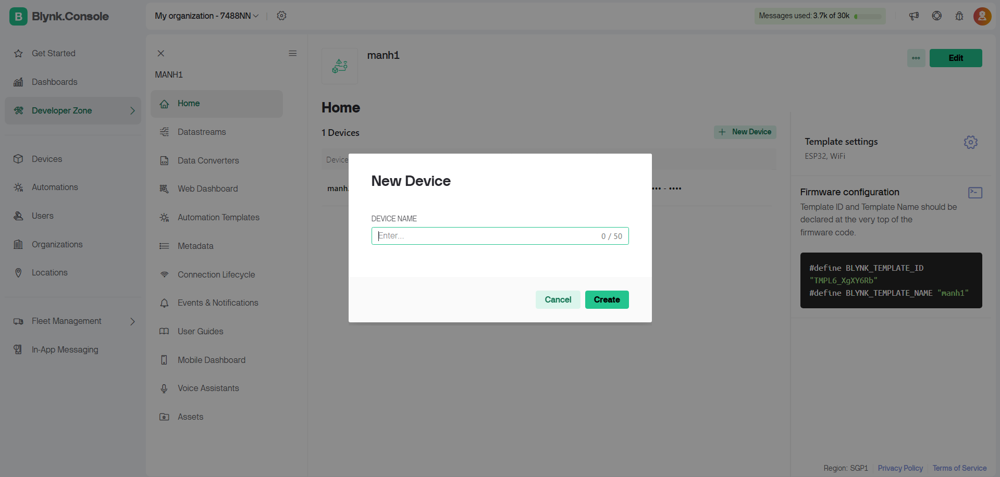 B Blynk.Console
My organization - 7488NN
Messages used: 3.7k of 30k
Get Started
Dashboards
Developer Zone
Devices
Automations
Users
Organizations
Locations
Fleet Management
In-App Messaging
MANH1
Home
Datastreams
Data Converters
Web Dashboard
Automation Templates
Metadata
Connection Lifecycle
Events & Notifications
User Guides
Mobile Dashboard
Voice Assistants
Assets
manh1
Edit
Home
1 Devices
New Device
Device
manh
••• - ••••
New Device
DEVICE NAME
Enter...
0 / 50
Cancel
Create
Template settings
ESP32, WiFi
Firmware configuration
Template ID and Template Name should be
declared at the very top of the
firmware code.
#define BLYNK_TEMPLATE_ID
"TMPL6_XgXY6Rb"
#define BLYNK_TEMPLATE_NAME "manh1"
Region: SGP1
Privacy Policy
Terms of Service